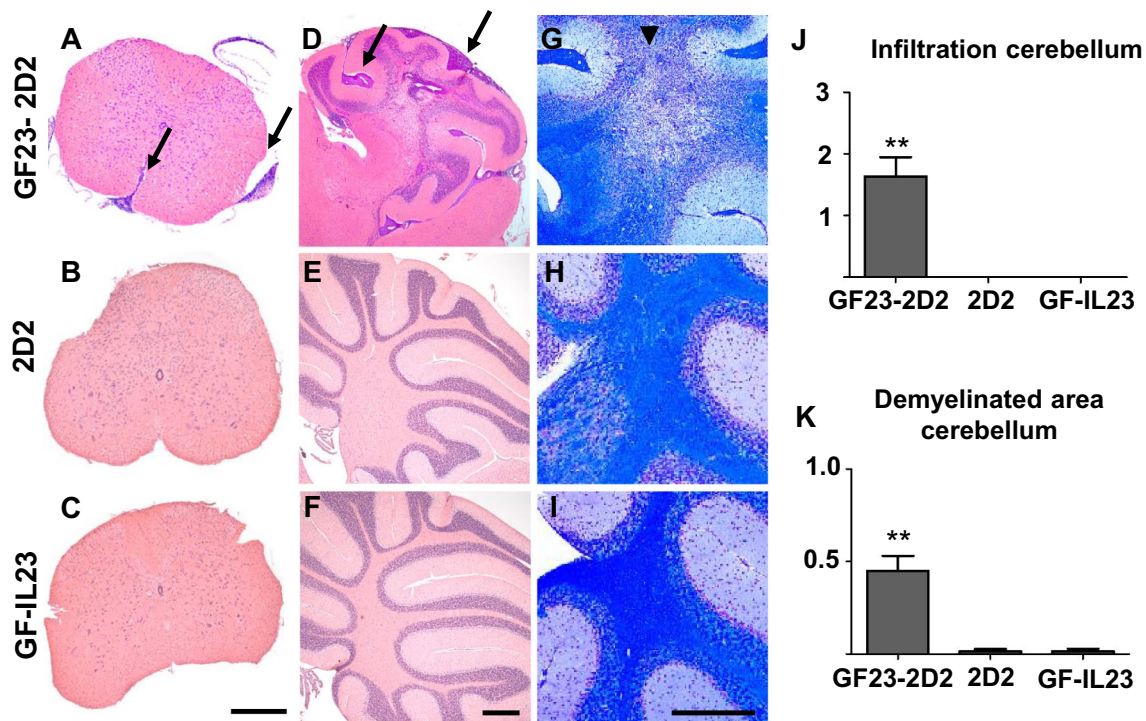 A
D
G
J
Infiltration cerebellum
GF23- 2D2
3
2
1
**
GF23-2D2 2D2 GF-IL23
B
E
H
2D2
K
Demyelinated area
cerebellum
1.0
0.5
0
**
GF23-2D2 2D2 GF-IL23
C
F
I
GF-IL23